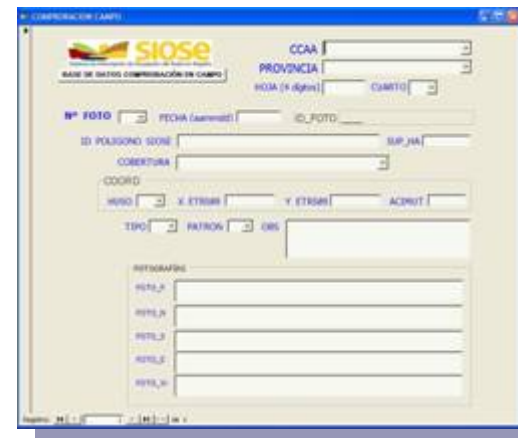 COMPROBACION CAMPO
siose
BASE DE DATOS COMPROBACIÓN EN CAMPO
CCAA
PROVINCIA
HOJA (4 dígitos) CUARTO
Nº FOTO FECHA (aammdd) ID_FOTO
ID POLIGONO SIOSE SUP_HA
COBERTURA
COORD
HUSO X ETRS89 Y ETRS89 ACIMUT
TIPO PATRON OBS
FOTOGRAFÍAS
FOTO_P
FOTO_N
FOTO_S
FOTO_E
Registro: